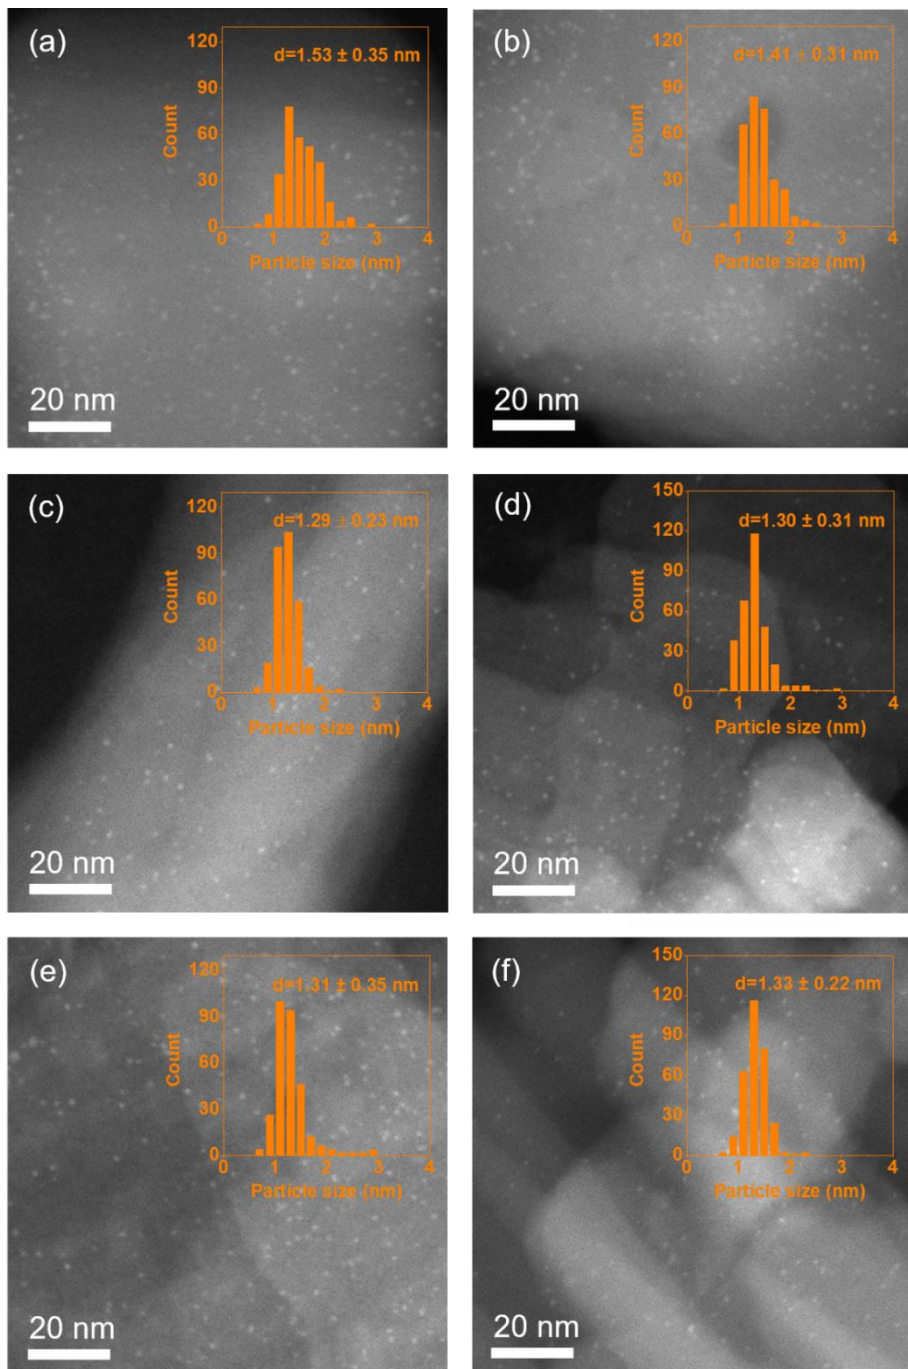 (a)
d=1.53 ± 0.35 nm
120
90
60
30
0
Count
0 1 2 3 4
Particle size (nm)
20 nm
(b)
d=1.41 ± 0.31 nm
120
90
60
30
0
Count
0 1 2 3 4
Particle size (nm)
20 nm
(c)
d=1.29 ± 0.23 nm
120
90
60
30
0
Count
0 1 2 3 4
Particle size (nm)
20 nm
(d)
d=1.30 ± 0.31 nm
150
120
90
60
30
0
Count
0 1 2 3 4
Particle size (nm)
20 nm
(e)
d=1.31 ± 0.35 nm
120
90
60
30
0
Count
0 1 2 3 4
Particle size (nm)
20 nm
(f)
d=1.33 ± 0.22 nm
150
120
90
60
30
0
Count
0 1 2 3 4
Particle size (nm)
20 nm